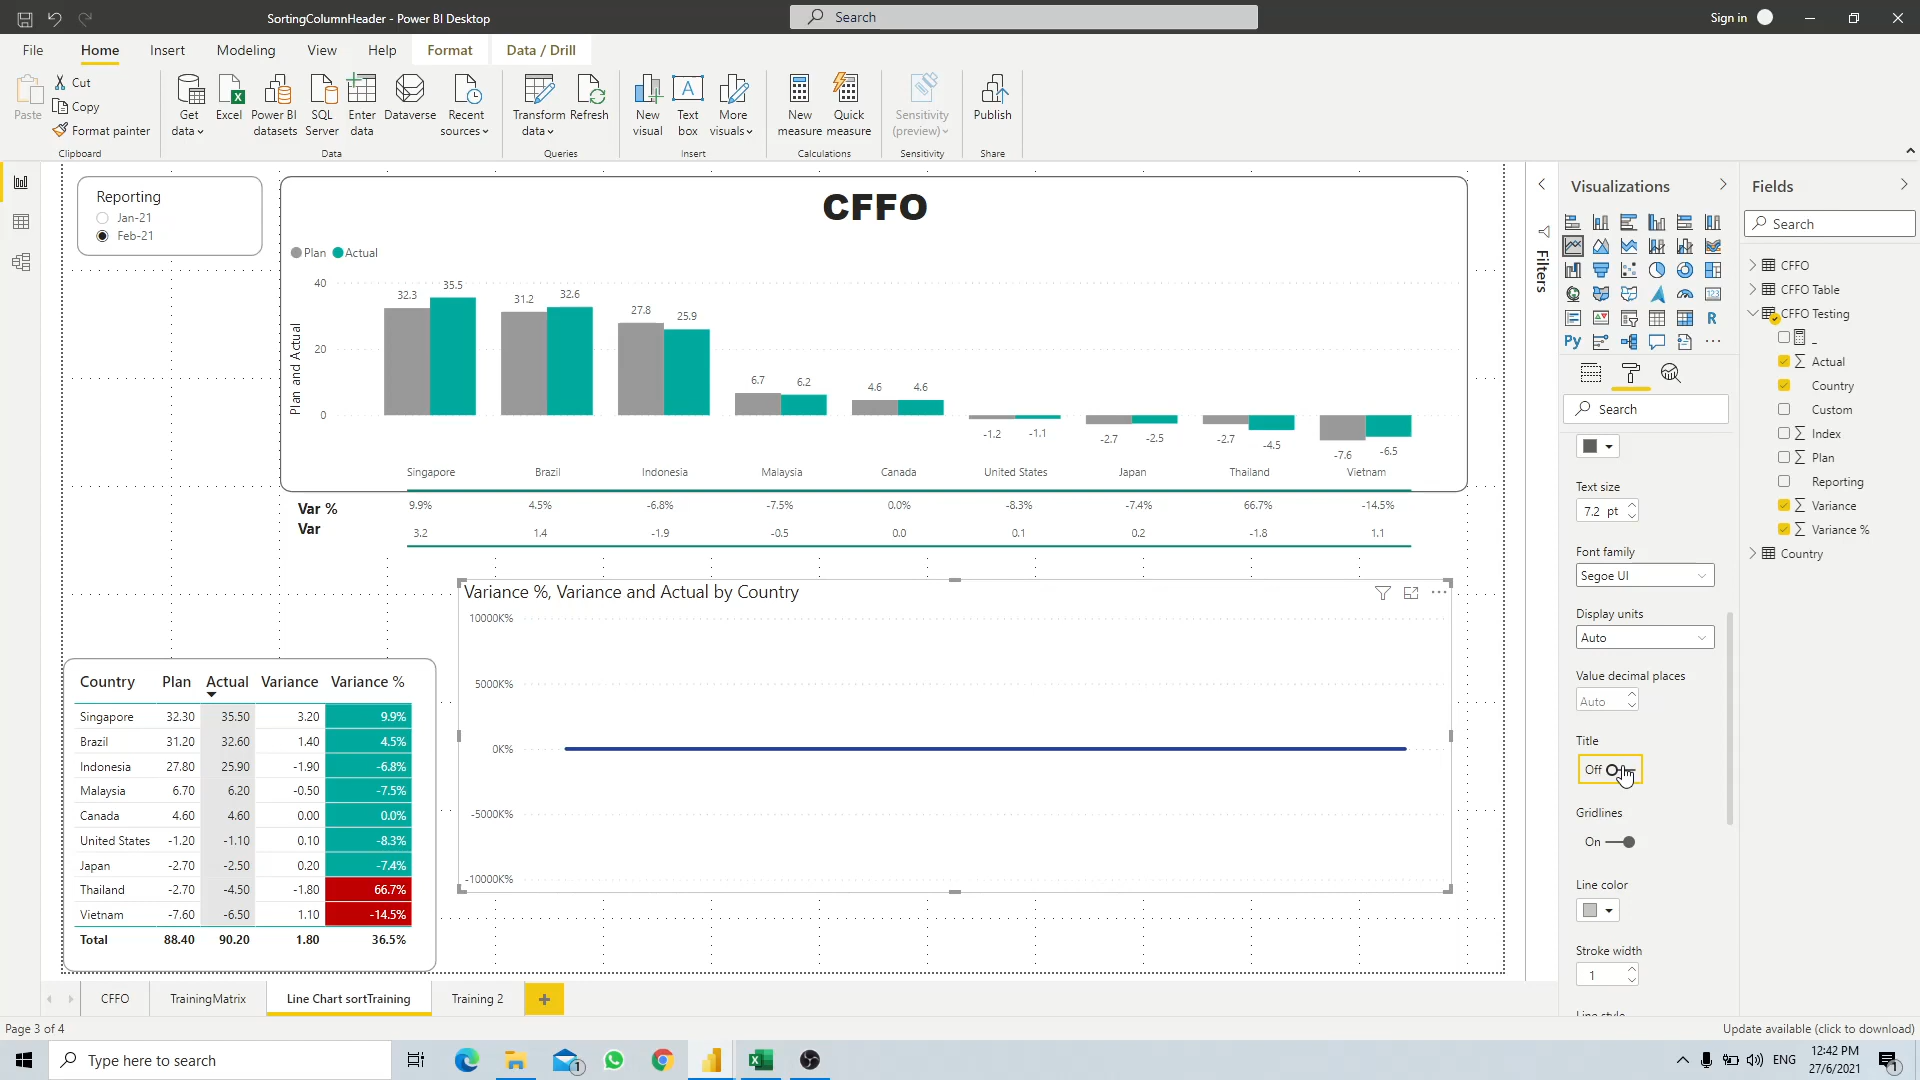 SortingColumnHeader - Power BI Desktop
Search
Sign in
File
Home
Insert
Modeling
View
Help
Format
Data / Drill
Paste
Cut
Copy
Format painter
Get data
Excel
Power BI datasets
SQL Server
Enter data
Dataverse
Recent sources
Transform data
Refresh
New visual
Text box
More visuals
New measure
Quick measure
Sensitivity (preview)
Publish
Clipboard
Data
Queries
Insert
Calculations
Sensitivity
Share
Reporting
Jan-21
Feb-21
CFFO
Plan Actual
Plan and Actual
40
20
0
32.3 35.5 31.2 32.6 27.8 25.9 6.7 6.2 4.6 4.6 -1.2 -1.1 -2.7 -2.5 -2.7 -4.5 -7.6 -6.5
Singapore Brazil Indonesia Malaysia Canada United States Japan Thailand Vietnam
Var % 9.9% 4.5% -6.8% -7.5% 0.0% -8.3% -7.4% 66.7% -14.5%
Var 3.2 1.4 -1.9 -0.5 0.0 0.1 0.2 -1.8 1.1
Variance %, Variance and Actual by Country
10000K%
5000K%
0K%
-5000K%
-10000K%
Country Plan Actual Variance Variance %
Singapore 32.30 35.50 3.20 9.9%
Brazil 31.20 32.60 1.40 4.5%
Indonesia 27.80 25.90 -1.90 -6.8%
Malaysia 6.70 6.20 -0.50 -7.5%
Canada 4.60 4.60 0.00 0.0%
United States -1.20 -1.10 0.10 -8.3%
Japan -2.70 -2.50 0.20 -7.4%
Thailand -2.70 -4.50 -1.80 66.7%
Vietnam -7.60 -6.50 1.10 -14.5%
Total 88.40 90.20 1.80 36.5%
Filters
Visualizations
123
R
Py
Search
Text size
7.2 pt
Font family
Segoe UI
Display units
Auto
Value decimal places
Auto
Title
Off
Gridlines
On
Line color
Stroke width
1
Line style
Fields
Search
CFFO
CFFO Table
CFFO Testing
_
Actual
Country
Custom
Index
Plan
Reporting
Variance
Variance %
Country
CFFO
TrainingMatrix
Line Chart sortTraining
Training 2
Page 3 of 4
Update available (click to download)
Type here to search
1
ENG
12:42 PM
27/6/2021
1